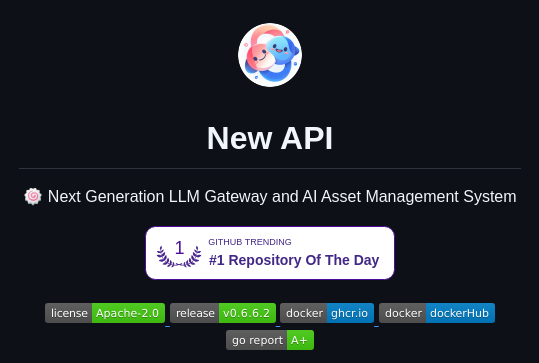 New API
🍥 Next Generation LLM Gateway and AI Asset Management System
1
GITHUB TRENDING
#1 Repository Of The Day
license Apache-2.0 release v0.6.6.2 docker ghcr.io docker dockerHub
go report A+